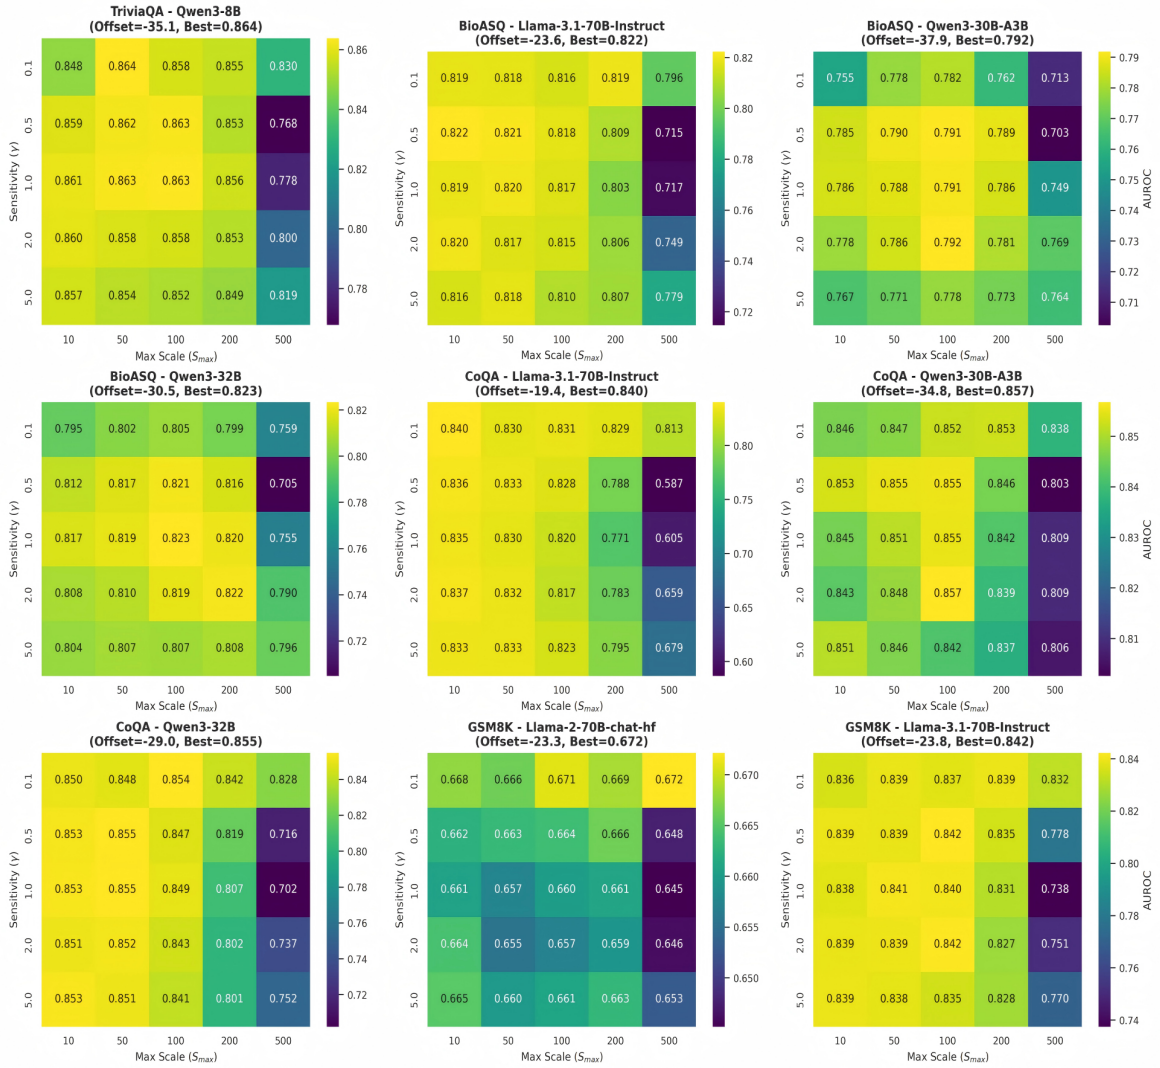 TriviaQA - Qwen3-8B
(Offset=-35.1, Best=0.864)
Sensitivity (γ)
0.1 0.848 0.864 0.858 0.855 0.830
0.5 0.859 0.862 0.863 0.853 0.768
1.0 0.861 0.863 0.863 0.856 0.778
2.0 0.860 0.858 0.858 0.853 0.800
5.0 0.857 0.854 0.852 0.849 0.819
10 50 100 200 500
Max Scale (Smax)
0.86
0.84
0.82
0.80
0.78
BioASQ - Llama-3.1-70B-Instruct
(Offset=-23.6, Best=0.822)
Sensitivity (γ)
0.1 0.819 0.818 0.816 0.819 0.796
0.5 0.822 0.821 0.818 0.809 0.715
1.0 0.819 0.820 0.817 0.803 0.717
2.0 0.820 0.817 0.815 0.806 0.749
5.0 0.816 0.818 0.810 0.807 0.779
10 50 100 200 500
Max Scale (Smax)
0.82
0.80
0.78
0.76
0.74
0.72
BioASQ - Qwen3-30B-A3B
(Offset=-37.9, Best=0.792)
Sensitivity (γ)
0.1 0.755 0.778 0.782 0.762 0.713
0.5 0.785 0.790 0.791 0.789 0.703
1.0 0.786 0.788 0.791 0.786 0.749
2.0 0.778 0.786 0.792 0.781 0.769
5.0 0.767 0.771 0.778 0.773 0.764
10 50 100 200 500
Max Scale (Smax)
0.79
0.78
0.77
0.76
0.75
0.74
0.73
0.72
0.71
AUROC
BioASQ - Qwen3-32B
(Offset=-30.5, Best=0.823)
Sensitivity (γ)
0.1 0.795 0.802 0.805 0.799 0.759
0.5 0.812 0.817 0.821 0.816 0.705
1.0 0.817 0.819 0.823 0.820 0.755
2.0 0.808 0.810 0.819 0.822 0.790
5.0 0.804 0.807 0.807 0.808 0.796
10 50 100 200 500
Max Scale (Smax)
0.82
0.80
0.78
0.76
0.74
0.72
CoQA - Llama-3.1-70B-Instruct
(Offset=-19.4, Best=0.840)
Sensitivity (γ)
0.1 0.840 0.830 0.831 0.829 0.813
0.5 0.836 0.833 0.828 0.788 0.587
1.0 0.835 0.830 0.820 0.771 0.605
2.0 0.837 0.832 0.817 0.783 0.659
5.0 0.833 0.833 0.823 0.795 0.679
10 50 100 200 500
Max Scale (Smax)
0.80
0.75
0.70
0.65
0.60
CoQA - Qwen3-30B-A3B
(Offset=-34.8, Best=0.857)
Sensitivity (γ)
0.1 0.846 0.847 0.852 0.853 0.838
0.5 0.853 0.855 0.855 0.846 0.803
1.0 0.845 0.851 0.855 0.842 0.809
2.0 0.843 0.848 0.857 0.839 0.809
5.0 0.851 0.846 0.842 0.837 0.806
10 50 100 200 500
Max Scale (Smax)
0.85
0.84
0.83
0.82
0.81
AUROC
CoQA - Qwen3-32B
(Offset=-29.0, Best=0.855)
Sensitivity (γ)
0.1 0.850 0.848 0.854 0.842 0.828
0.5 0.853 0.855 0.847 0.819 0.716
1.0 0.853 0.855 0.849 0.807 0.702
2.0 0.851 0.852 0.843 0.802 0.737
5.0 0.853 0.851 0.841 0.801 0.752
10 50 100 200 500
Max Scale (Smax)
0.84
0.82
0.80
0.78
0.76
0.74
0.72
GSM8K - Llama-2-70B-chat-hf
(Offset=-23.3, Best=0.672)
Sensitivity (γ)
0.1 0.668 0.666 0.671 0.669 0.672
0.5 0.662 0.663 0.664 0.666 0.648
1.0 0.661 0.657 0.660 0.661 0.645
2.0 0.664 0.655 0.657 0.659 0.646
5.0 0.665 0.660 0.661 0.663 0.653
10 50 100 200 500
Max Scale (Smax)
0.670
0.665
0.660
0.655
0.650
GSM8K - Llama-3.1-70B-Instruct
(Offset=-23.8, Best=0.842)
Sensitivity (γ)
0.1 0.836 0.839 0.837 0.839 0.832
0.5 0.839 0.839 0.842 0.835 0.778
1.0 0.838 0.841 0.840 0.831 0.738
2.0 0.839 0.839 0.842 0.827 0.751
5.0 0.839 0.838 0.835 0.828 0.770
10 50 100 200 500
Max Scale (Smax)
0.84
0.82
0.80
0.78
0.76
0.74
AUROC